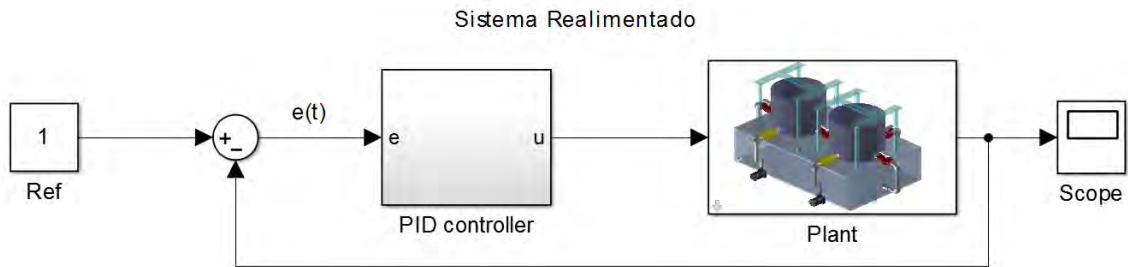 Sistema Realimentado
1
Ref
+
−
e(t)
e
u
PID controller
Plant
Scope